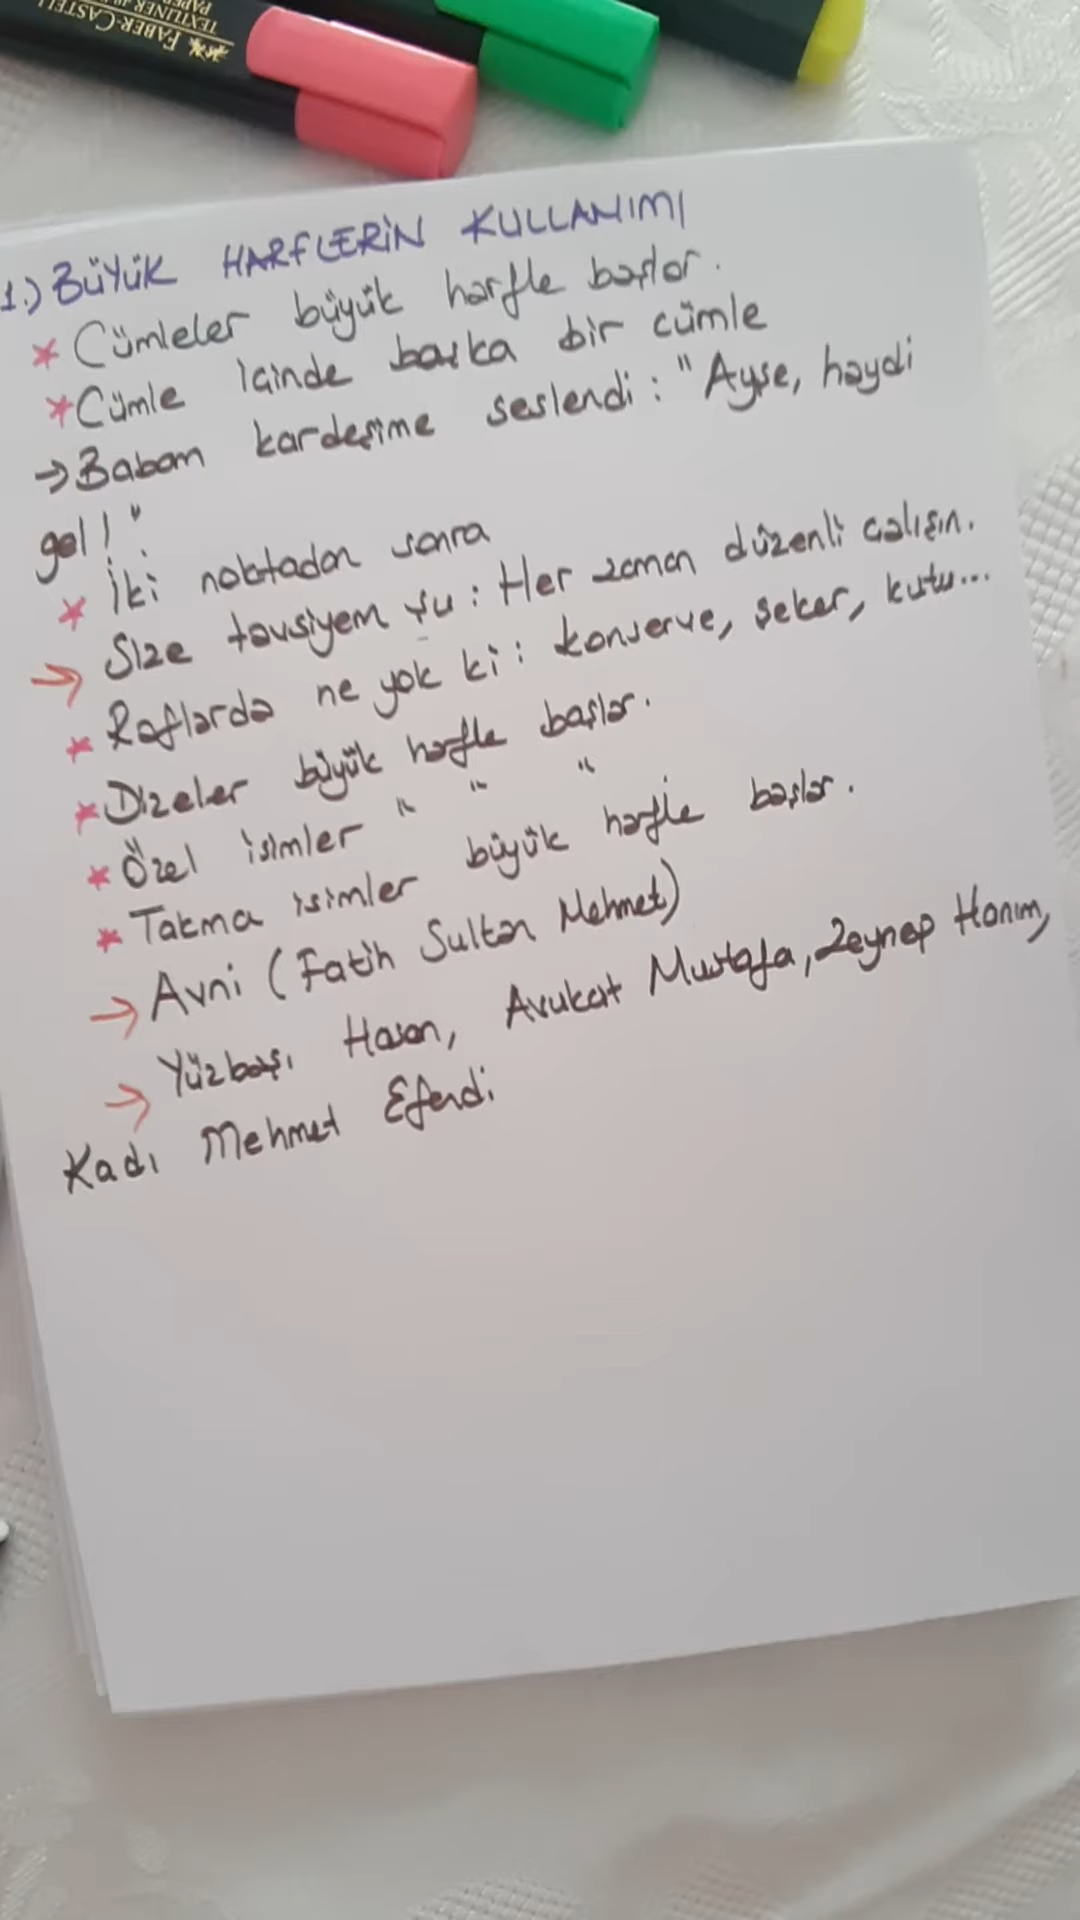 FABER-CASTELL
TEXTLINER
1.) BÜYÜK HARFLERİN KULLANIMI
* Cümleler büyük harfle başlar.
* Cümle içinde başka bir cümle
→ Babam kardeşime seslendi: "Ayşe, haydi
gel!"
* İki noktadan sonra
→ Size tavsiyem şu: Her zaman düzenli çalışın.
* Raflarda ne yok ki: konserve, şeker, kutu...
* Dizeler büyük harfle başlar.
* Özel isimler " " "
* Takma isimler büyük harfle başlar.
→ Avni (Fatih Sultan Mehmet)
→ Yüzbaşı Hasan, Avukat Mustafa, Zeynep Hanım,
Kadı Mehmet Efendi